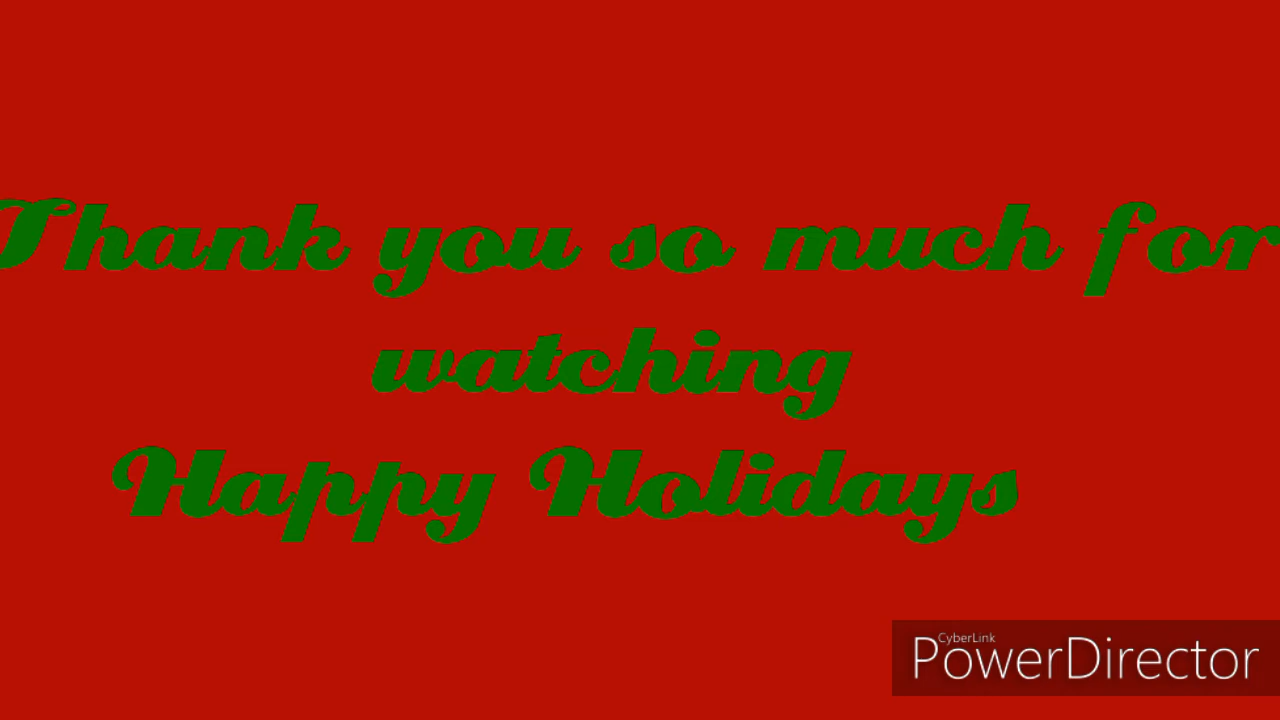 Thank you so much for
watching
Happy Holidays
CyberLink
PowerDirector